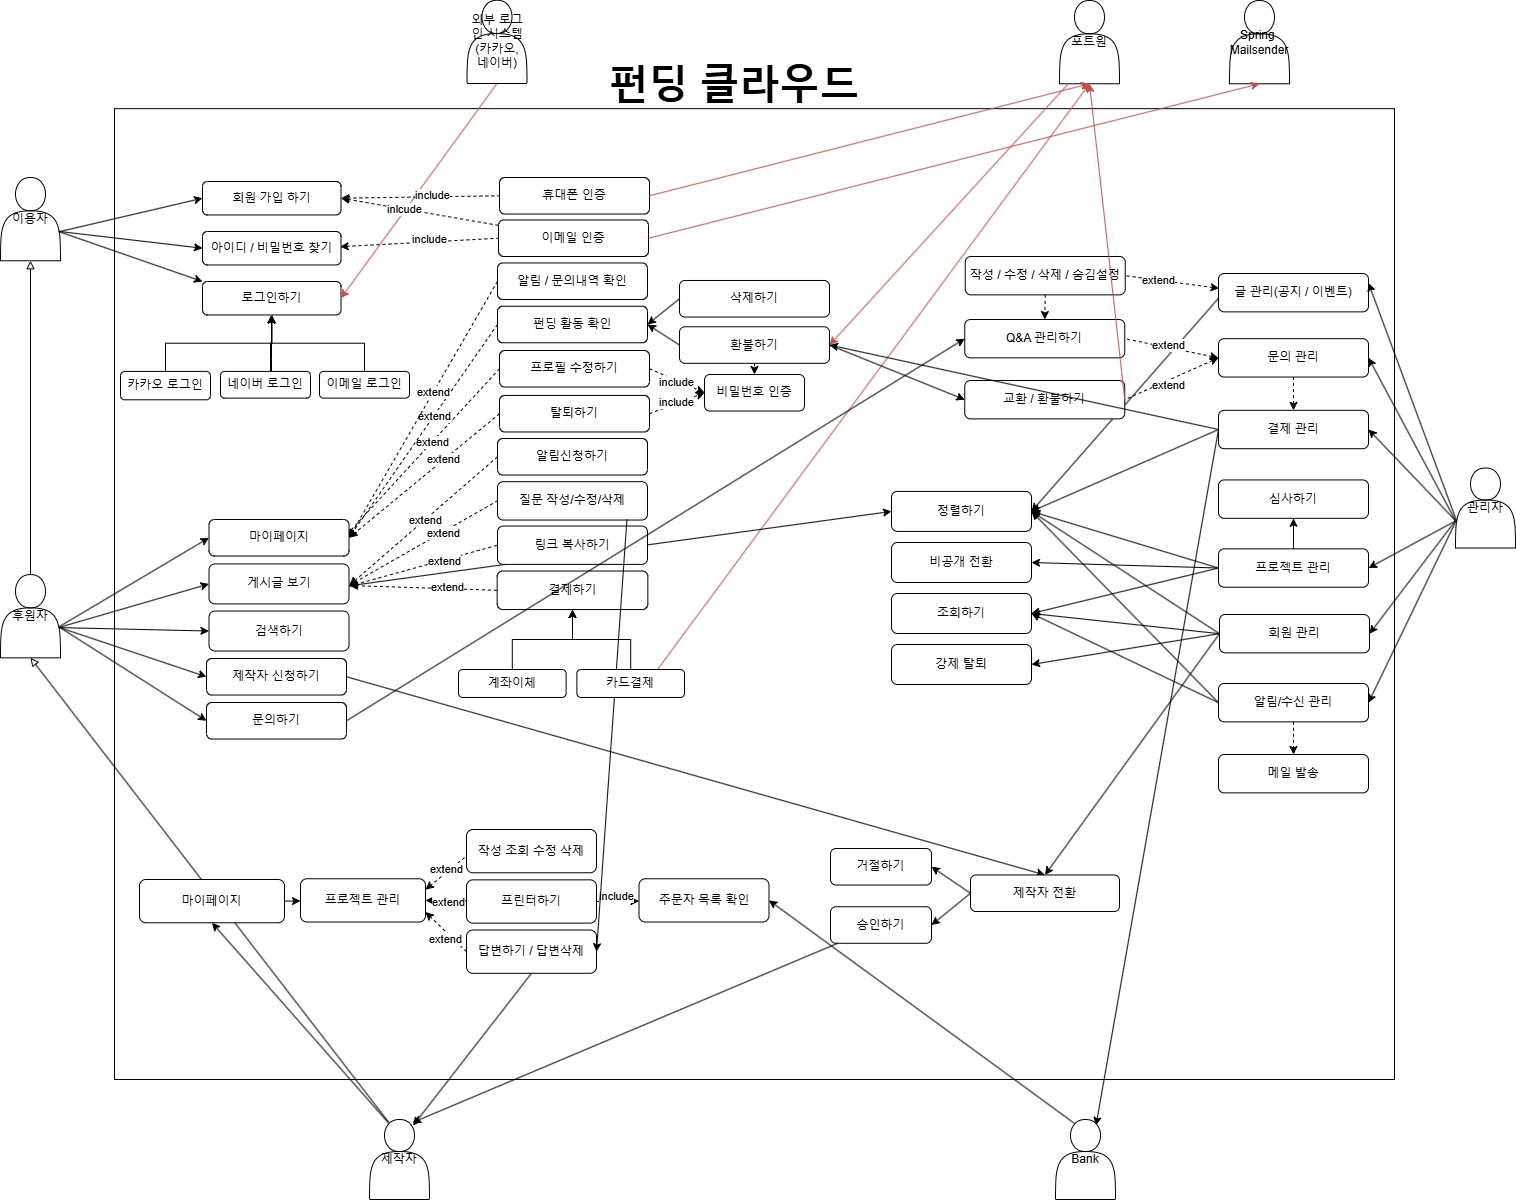 외부 로그
인 시스템
(카카오,
네이버)
포트원
Spring
Mailsender
펀딩 클라우드
이용자
회원 가입 하기
include
휴대폰 인증
inlcude
이메일 인증
아이디 / 비밀번호 찾기
include
로그인하기
카카오 로그인
네이버 로그인
이메일 로그인
알림 / 문의내역 확인
펀딩 활동 확인
프로필 수정하기
탈퇴하기
알림신청하기
질문 작성/수정/삭제
링크 복사하기
결제하기
계좌이체
카드결제
extend
extend
extend
extend
extend
extend
extend
extend
include
include
삭제하기
환불하기
비밀번호 인증
작성 / 수정 / 삭제 / 숨김설정
extend
글 관리(공지 / 이벤트)
Q&A 관리하기
extend
문의 관리
교환 / 환불하기
extend
결제 관리
심사하기
관리자
정렬하기
비공개 전환
프로젝트 관리
조회하기
회원 관리
강제 탈퇴
알림/수신 관리
메일 발송
후원자
마이페이지
게시글 보기
검색하기
제작자 신청하기
문의하기
마이페이지
프로젝트 관리
extend
extend
extend
작성 조회 수정 삭제
프린터하기
답변하기 / 답변삭제
include
주문자 목록 확인
거절하기
승인하기
제작자 전환
제작자
Bank